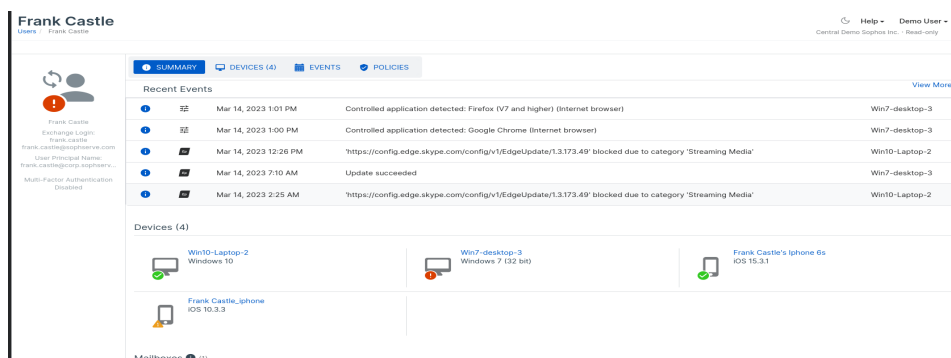 Frank Castle
Users / Frank Castle
Help Demo User
Central Demo Sophos Inc. · Read-only
Frank Castle
Exchange Login:
frank.castle
frank.castle@sophserve.com
User Principal Name:
frank.castle@corp.sophserv...
Multi-Factor Authentication
Disabled
SUMMARY DEVICES (4) EVENTS POLICIES
Recent Events View More
Mar 14, 2023 1:01 PM Controlled application detected: Firefox (V7 and higher) (Internet browser) Win7-desktop-3
Mar 14, 2023 1:00 PM Controlled application detected: Google Chrome (Internet browser) Win7-desktop-3
Mar 14, 2023 12:26 PM 'https://config.edge.skype.com/config/v1/EdgeUpdate/1.3.173.49' blocked due to category 'Streaming Media' Win10-Laptop-2
Mar 14, 2023 7:10 AM Update succeeded Win7-desktop-3
Mar 14, 2023 2:25 AM 'https://config.edge.skype.com/config/v1/EdgeUpdate/1.3.173.49' blocked due to category 'Streaming Media' Win10-Laptop-2
Devices (4)
Win10-Laptop-2
Windows 10
Win7-desktop-3
Windows 7 (32 bit)
Frank Castle's Iphone 6s
iOS 15.3.1
Frank Castle_iphone
iOS 10.3.3
Mailboxes (1)